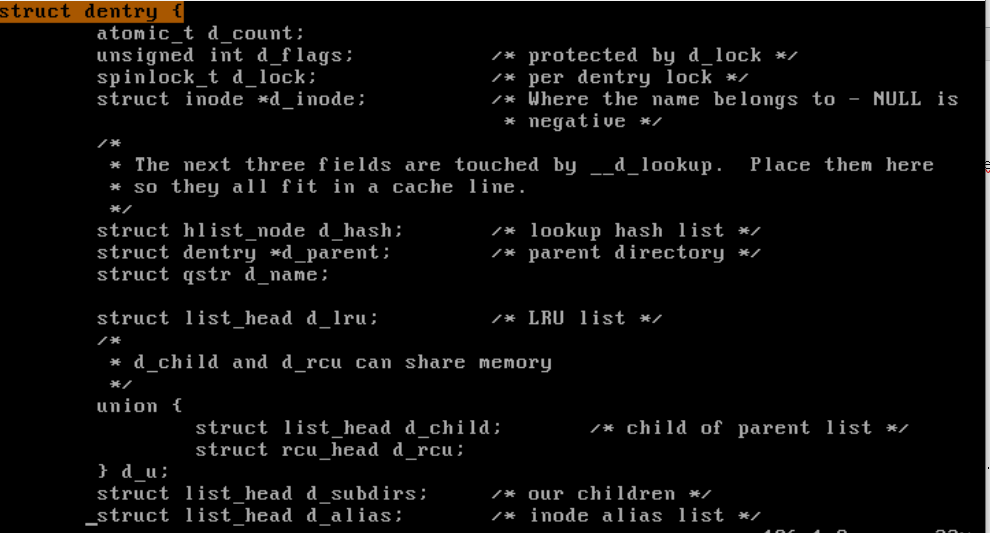 struct dentry {
        atomic_t d_count;
        unsigned int d_flags;           /* protected by d_lock */
        spinlock_t d_lock;              /* per dentry lock */
        struct inode *d_inode;          /* Where the name belongs to - NULL is
                                         * negative */
        /*
         * The next three fields are touched by __d_lookup.  Place them here
         * so they all fit in a cache line.
         */
        struct hlist_node d_hash;       /* lookup hash list */
        struct dentry *d_parent;        /* parent directory */
        struct qstr d_name;

        struct list_head d_lru;         /* LRU list */
        /*
         * d_child and d_rcu can share memory
         */
        union {
                struct list_head d_child;       /* child of parent list */
                struct rcu_head d_rcu;
        } d_u;
        struct list_head d_subdirs;     /* our children */
        struct list_head d_alias;       /* inode alias list */